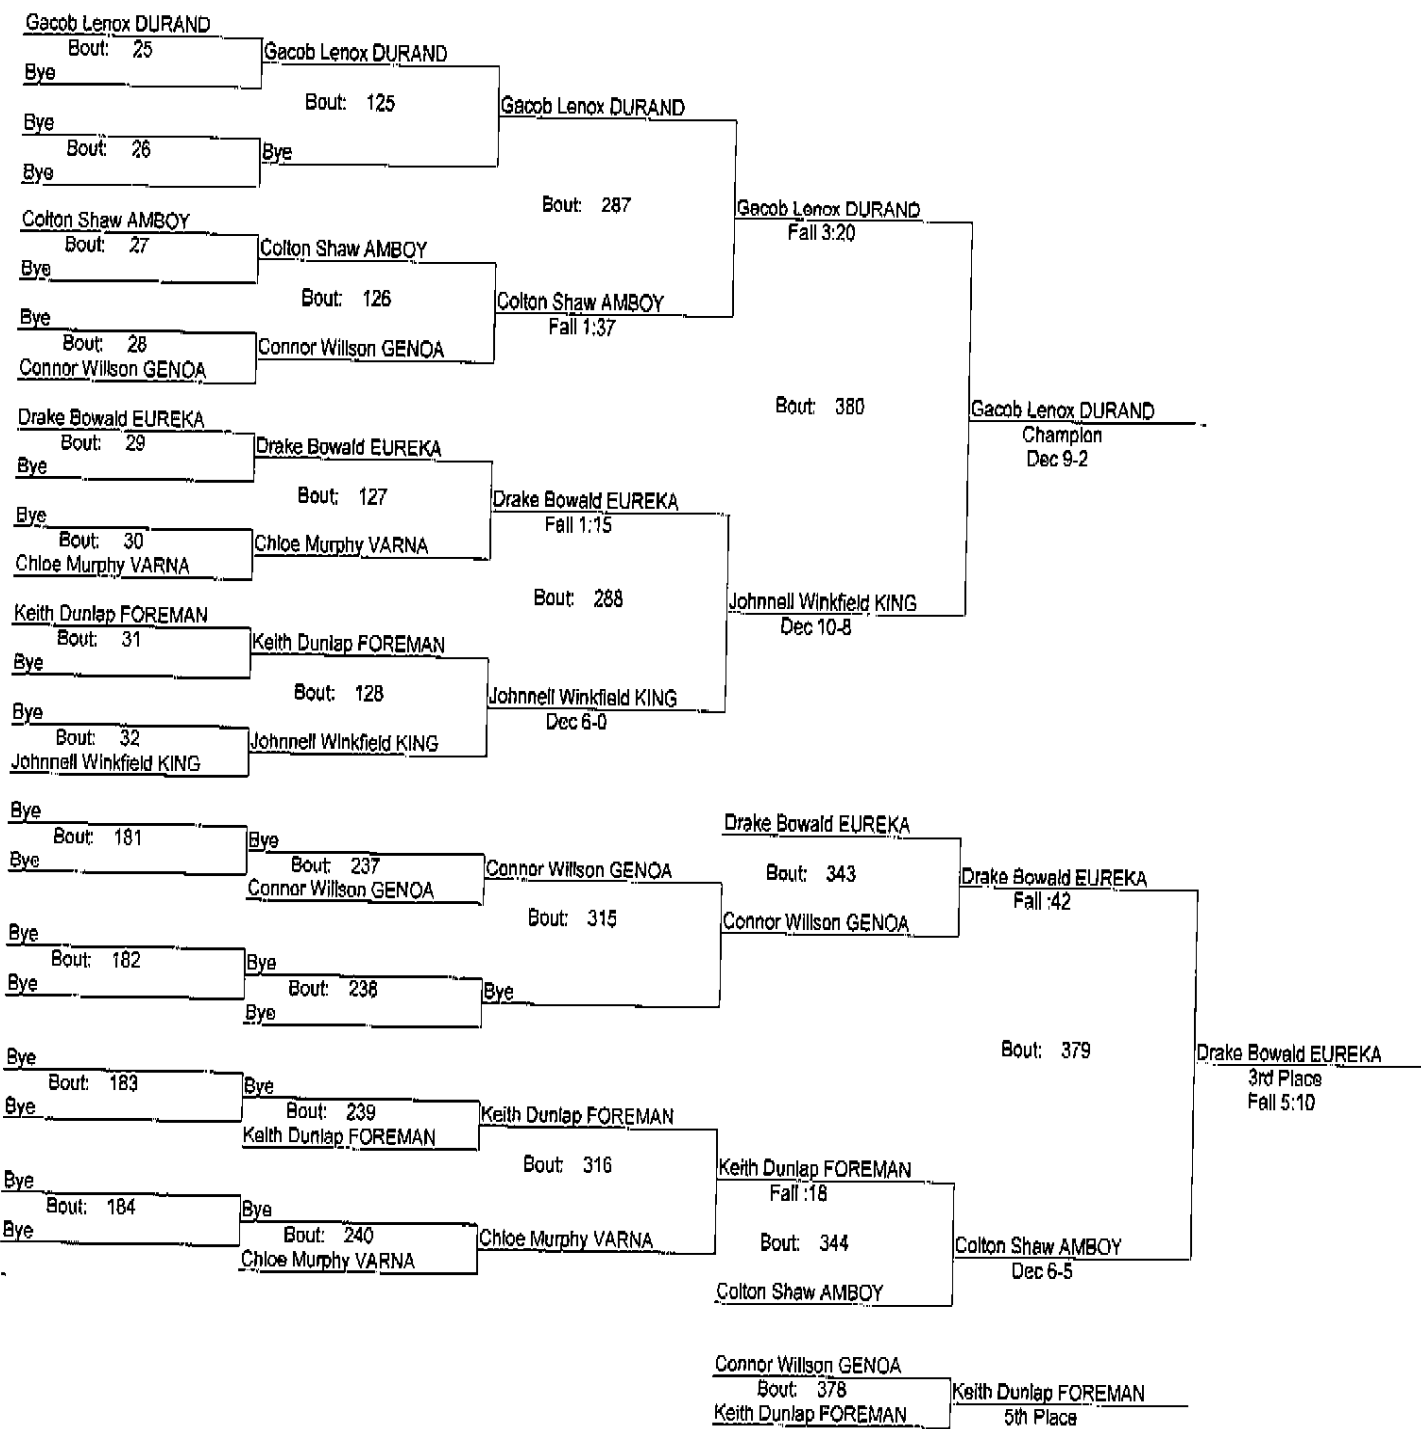 Gacob Lenox DURAND
Bout: 25
Bye
Gacob Lenox DURAND
Bout: 125
Bye
Bout: 26
Bye
Bye
Gacob Lenox DURAND
Bout: 287
Colton Shaw AMBOY
Bout: 27
Bye
Colton Shaw AMBOY
Bout: 126
Bye
Bout: 28
Connor Willson GENOA
Connor Willson GENOA
Colton Shaw AMBOY
Fall 1:37
Gacob Lenox DURAND
Fall 3:20
Bout: 380
Drake Bowald EUREKA
Bout: 29
Bye
Drake Bowald EUREKA
Bout: 127
Bye
Bout: 30
Chloe Murphy VARNA
Chloe Murphy VARNA
Drake Bowald EUREKA
Fall 1:15
Bout: 288
Keith Dunlap FOREMAN
Bout: 31
Bye
Keith Dunlap FOREMAN
Bout: 128
Bye
Bout: 32
Johnnell Winkfield KING
Johnnell Winkfield KING
Johnnell Winkfield KING
Dec 6-0
Johnnell Winkfield KING
Dec 10-8
Gacob Lenox DURAND
Champion
Dec 9-2
Bye
Bout: 181
Bye
Bye
Bout: 237
Connor Willson GENOA
Connor Willson GENOA
Bout: 315
Bye
Bout: 182
Bye
Bye
Bout: 238
Bye
Bye
Drake Bowald EUREKA
Bout: 343
Connor Willson GENOA
Drake Bowald EUREKA
Fall :42
Bout: 379
Bye
Bout: 183
Bye
Bye
Bout: 239
Keith Dunlap FOREMAN
Keith Dunlap FOREMAN
Bout: 316
Bye
Bout: 184
Bye
Bye
Bout: 240
Chloe Murphy VARNA
Chloe Murphy VARNA
Keith Dunlap FOREMAN
Fall :18
Bout: 344
Colton Shaw AMBOY
Colton Shaw AMBOY
Dec 6-5
Drake Bowald EUREKA
3rd Place
Fall 5:10
Connor Willson GENOA
Bout: 378
Keith Dunlap FOREMAN
Keith Dunlap FOREMAN
5th Place